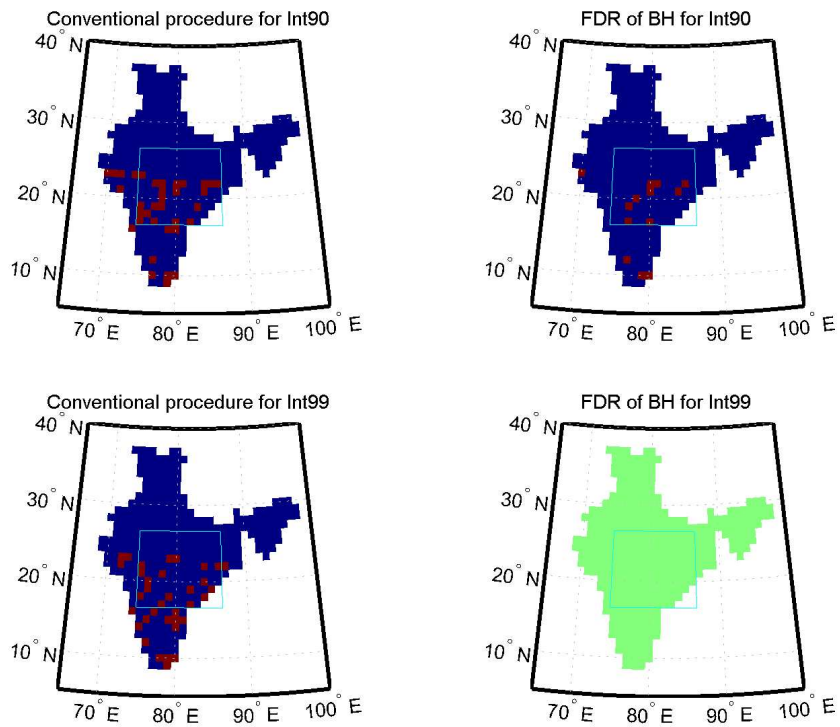 Conventional procedure for Int90
40° N
30° N
20° N
10° N
70° E
80° E
90° E
100° E
FDR of BH for Int90
40° N
30° N
20° N
10° N
70° E
80° E
90° E
100° E
Conventional procedure for Int99
40° N
30° N
20° N
10° N
70° E
80° E
90° E
100° E
FDR of BH for Int99
40° N
30° N
20° N
10° N
70° E
80° E
90° E
100° E